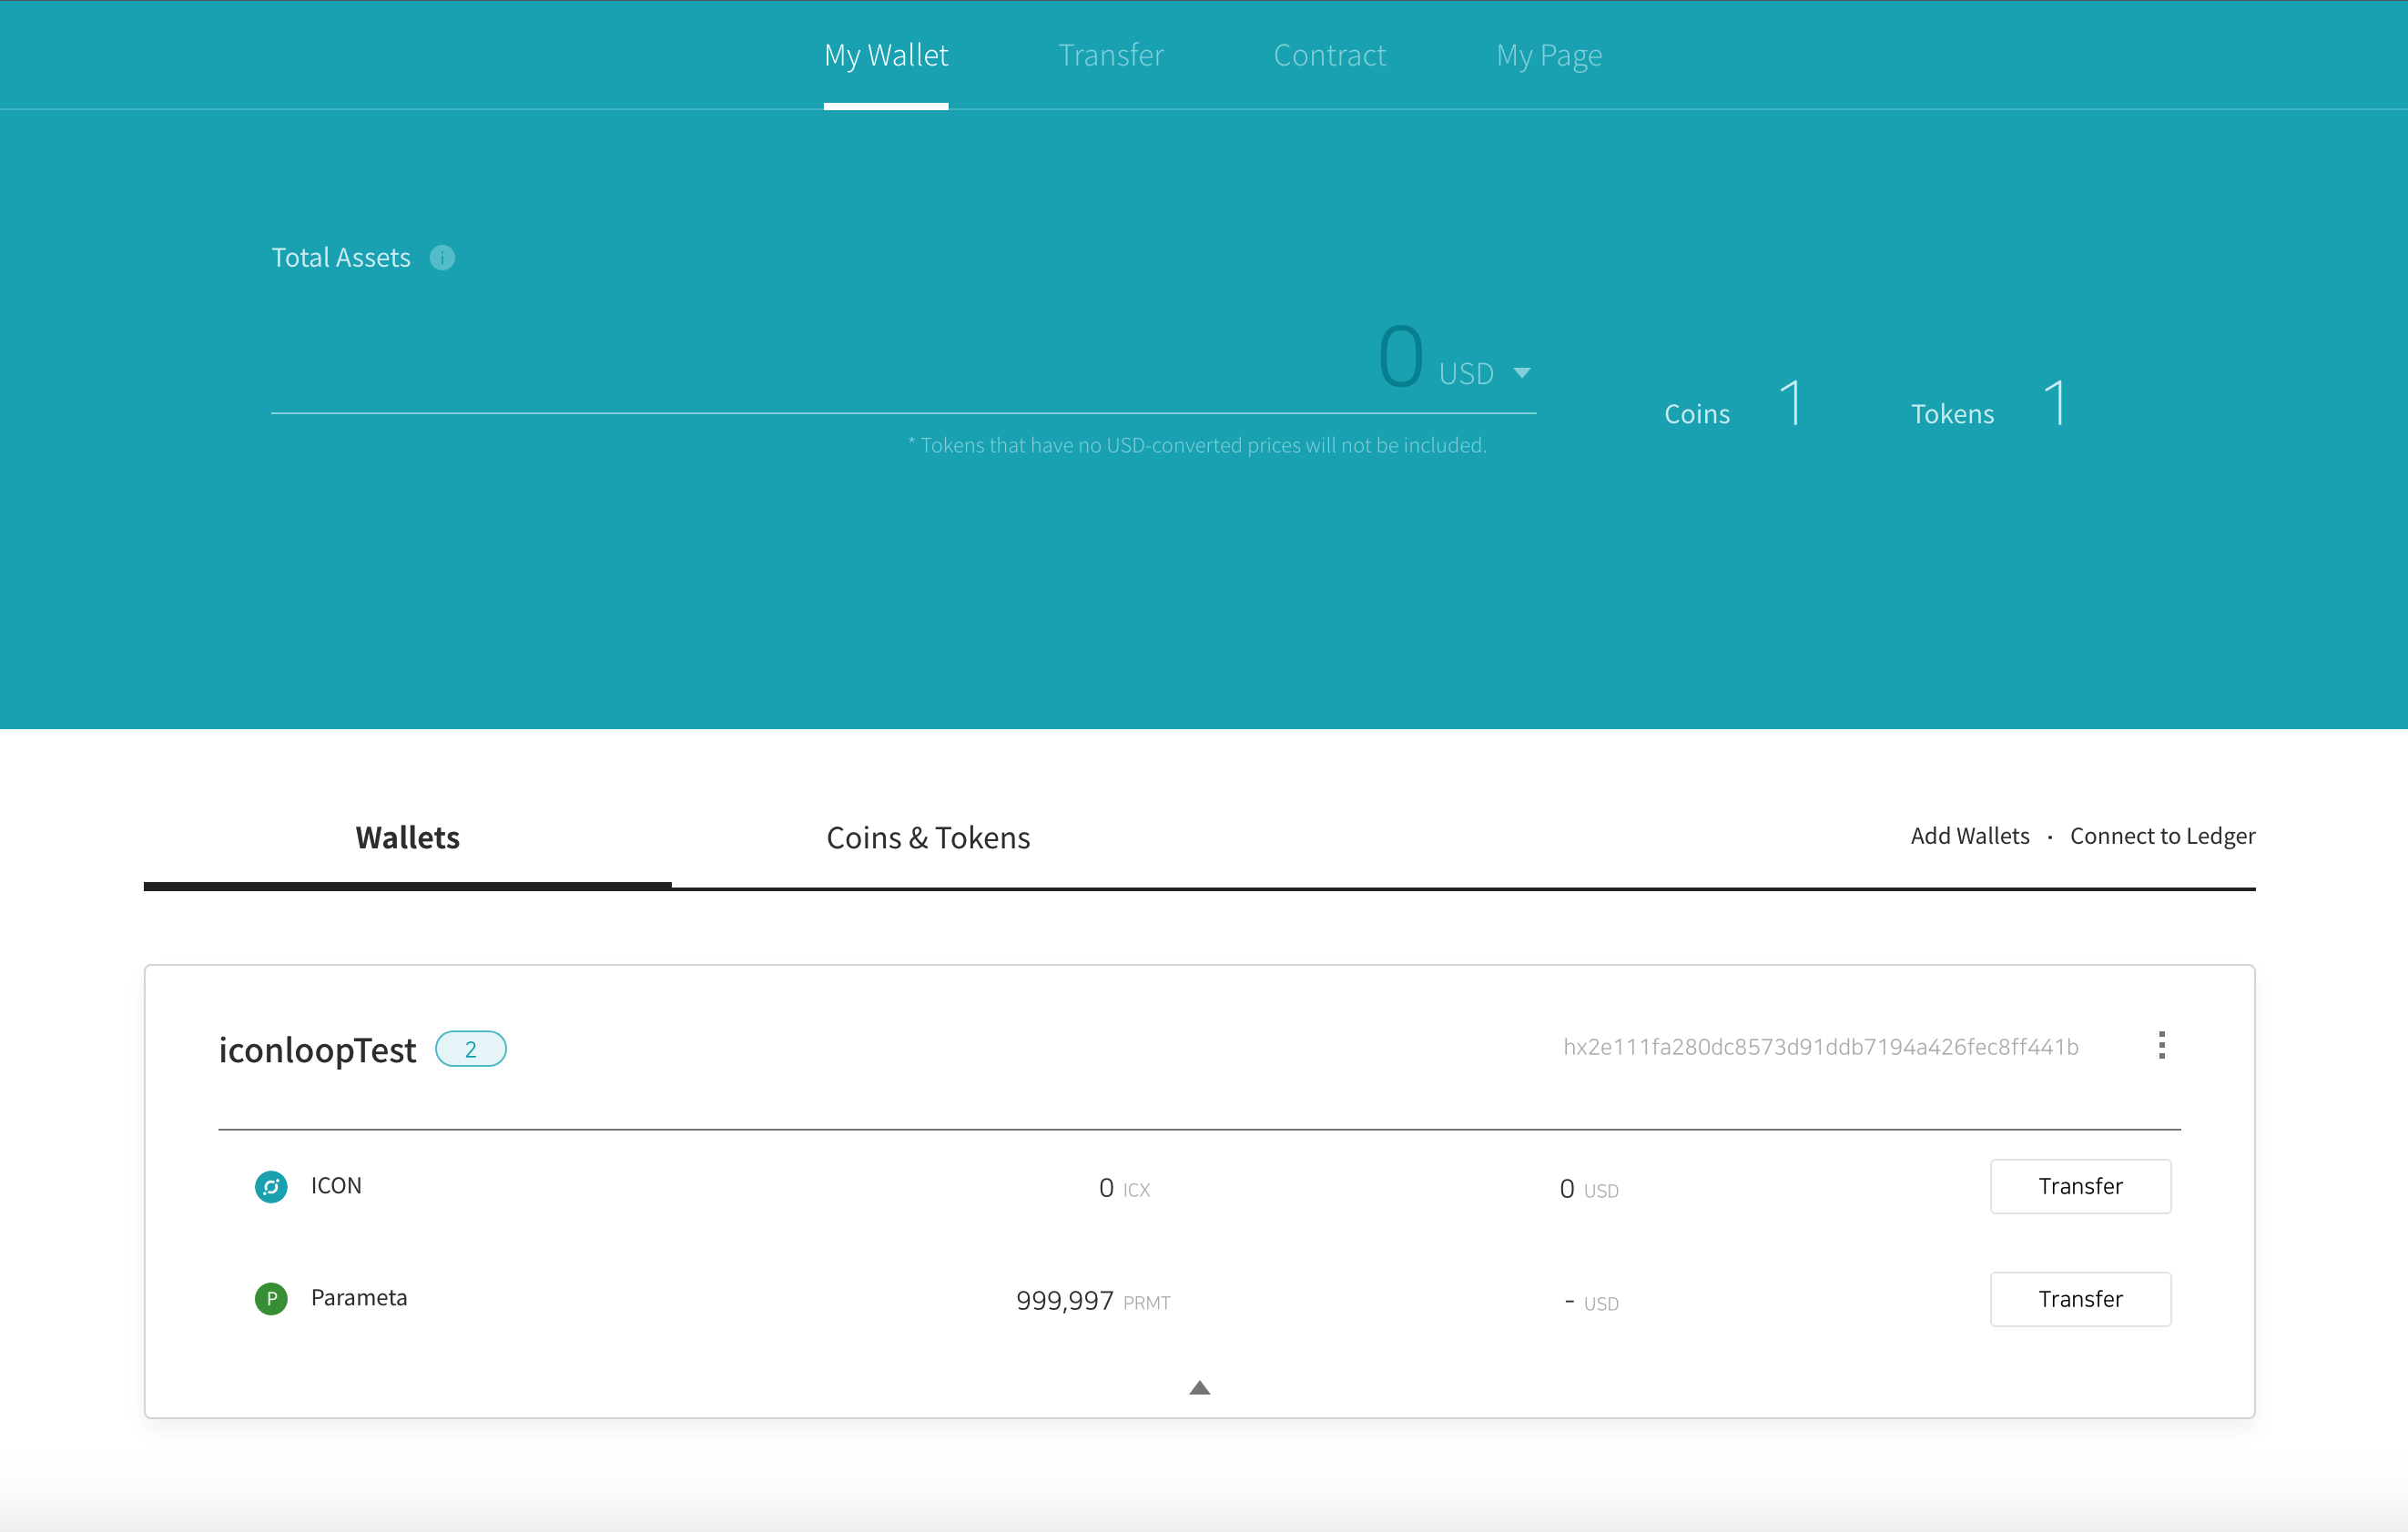 My Wallet Transfer Contract My Page
Total Assets i
0 USD
Coins 1 Tokens 1
* Tokens that have no USD-converted prices will not be included.
Wallets Coins & Tokens Add Wallets · Connect to Ledger
iconloopTest 2 hx2e111fa280dc8573d91ddb7194a426fec8ff441b
ICON 0 ICX 0 USD Transfer
P Parameta 999,997 PRMT - USD Transfer